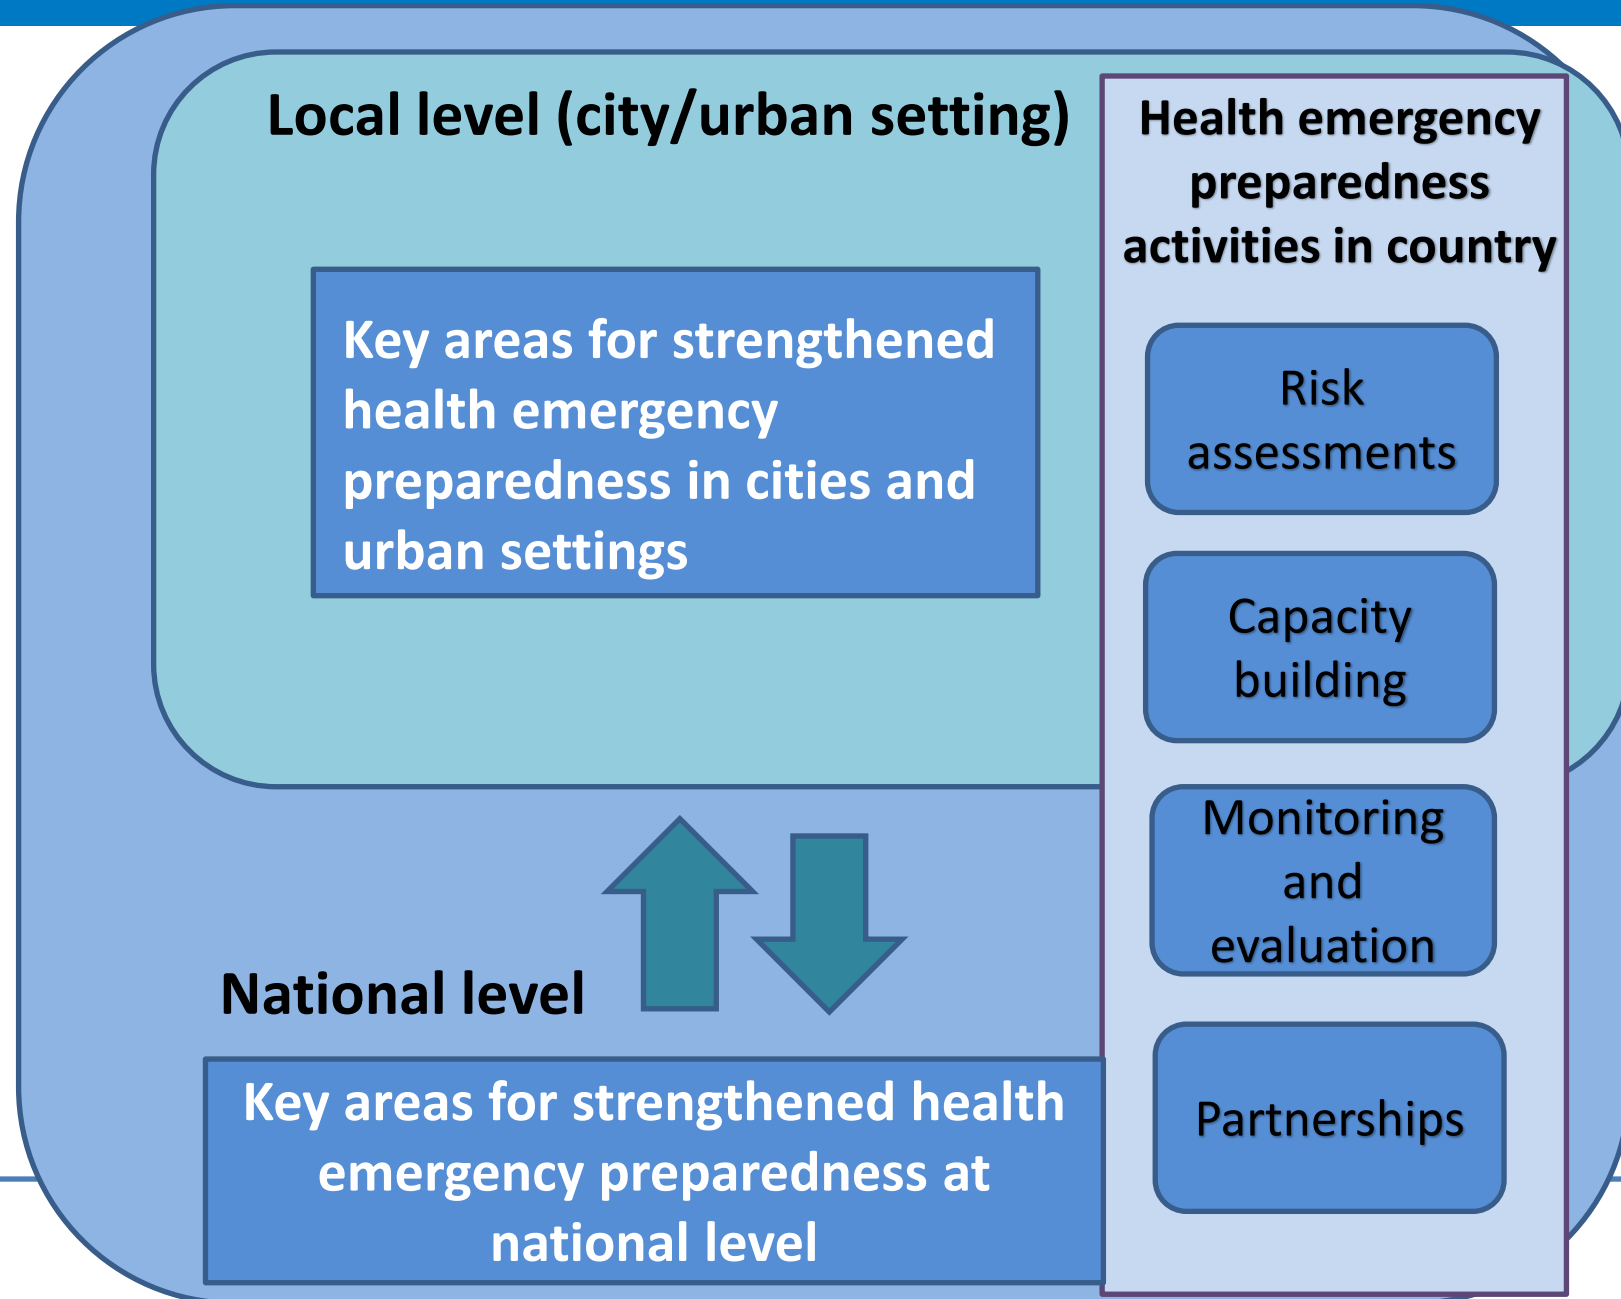 Local level (city/urban setting)
Key areas for strengthened
health emergency
preparedness in cities and
urban settings
National level
Key areas for strengthened health
emergency preparedness at
national level
Health emergency
preparedness
activities in country
Risk
assessments
Capacity
building
Monitoring
and
evaluation
Partnerships